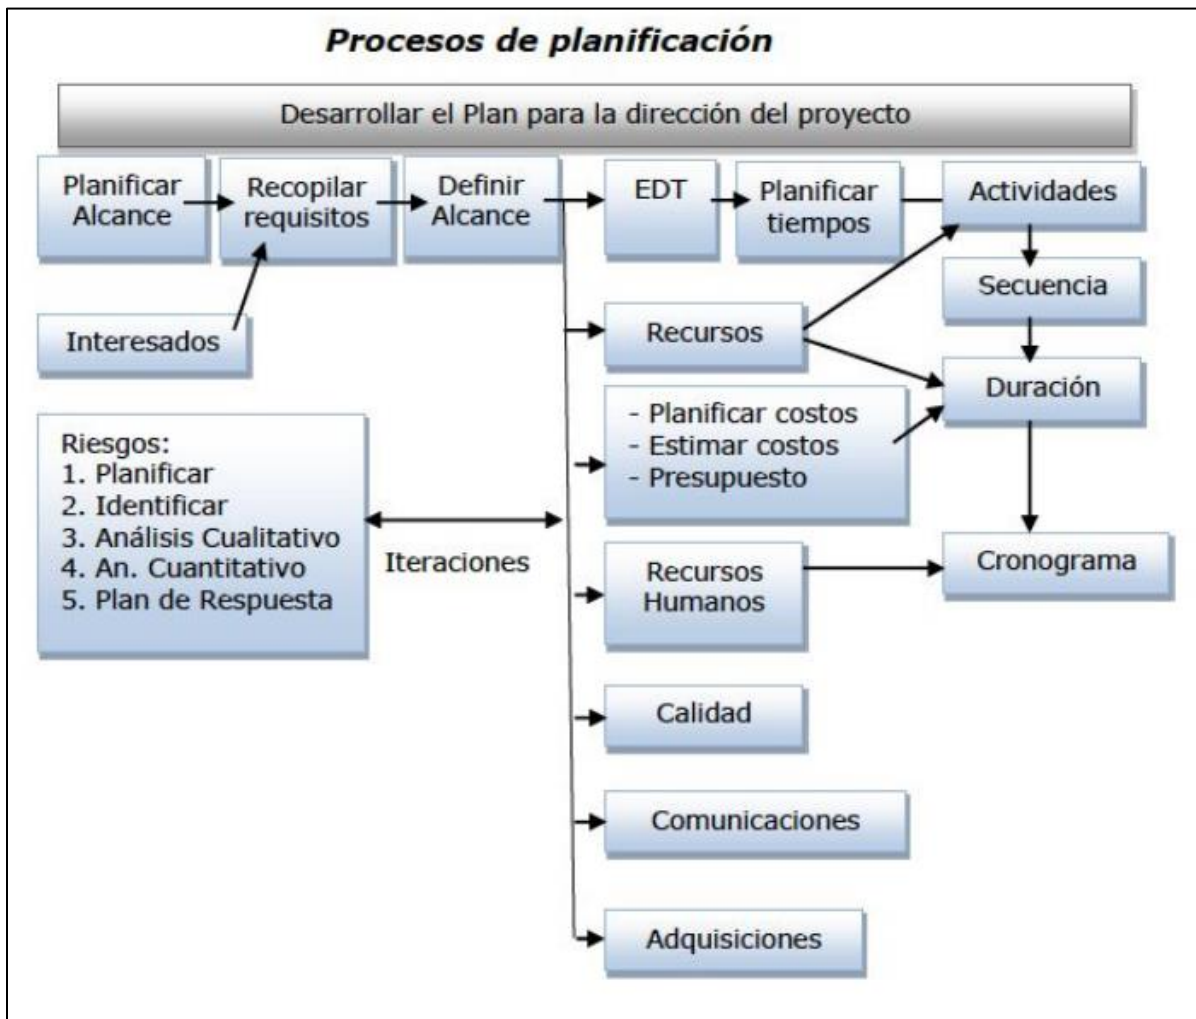 Procesos de planificación
Desarrollar el Plan para la dirección del proyecto
Planificar
Alcance
Recopilar
requisitos
Definir
Alcance
EDT
Planificar
tiempos
Actividades
Secuencia
Interesados
Recursos
Duración
- Planificar costos
- Estimar costos
- Presupuesto
Riesgos:
1. Planificar
2. Identificar
3. Análisis Cualitativo
4. An. Cuantitativo
5. Plan de Respuesta
Iteraciones
Recursos
Humanos
Cronograma
Calidad
Comunicaciones
Adquisiciones